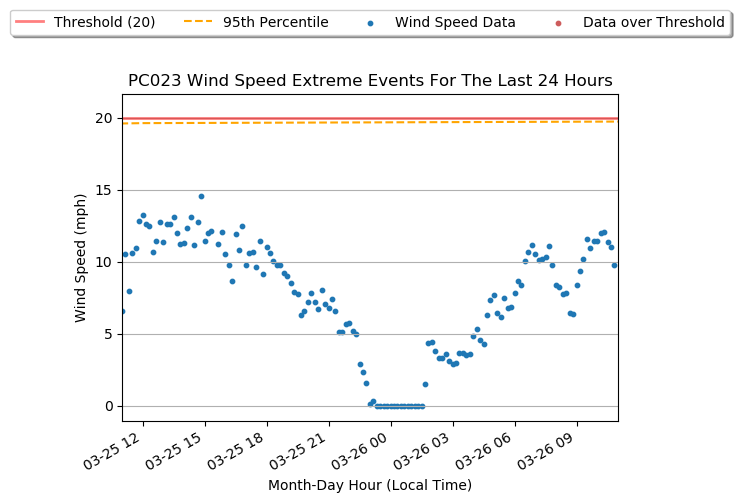 Threshold (20) 95th Percentile Wind Speed Data Data over Threshold
PC023 Wind Speed Extreme Events For The Last 24 Hours
20
15
10
5
0
Wind Speed (mph)
03-25 12 03-25 15 03-25 18 03-25 21 03-26 00 03-26 03 03-26 06 03-26 09
Month-Day Hour (Local Time)